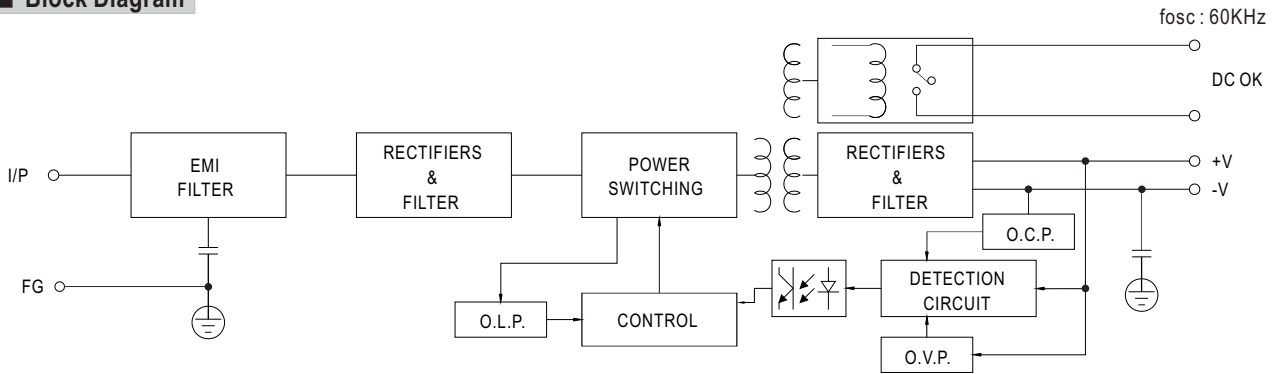 ■ Block Diagram
fosc : 60KHz
DC OK
EMI
FILTER
RECTIFIERS
&
FILTER
POWER
SWITCHING
RECTIFIERS
&
FILTER
I/P
+V
-V
O.C.P.
FG
O.L.P.
CONTROL
DETECTION
CIRCUIT
O.V.P.